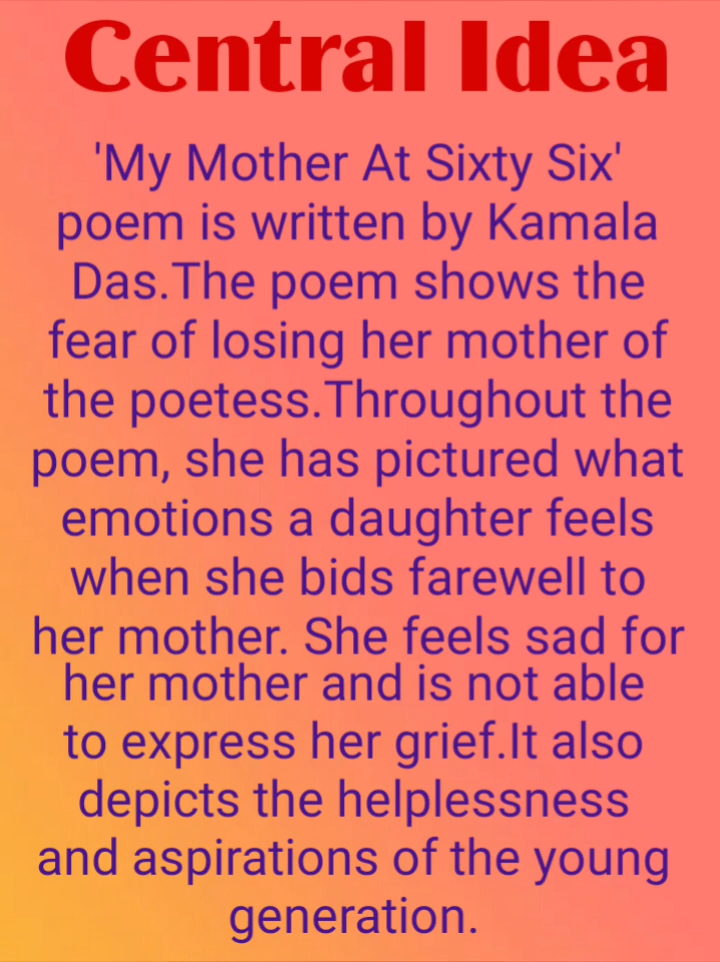 Central Idea
'My Mother At Sixty Six'
poem is written by Kamala
Das.The poem shows the
fear of losing her mother of
the poetess.Throughout the
poem, she has pictured what
emotions a daughter feels
when she bids farewell to
her mother. She feels sad for
her mother and is not able
to express her grief.It also
depicts the helplessness
and aspirations of the young
generation.